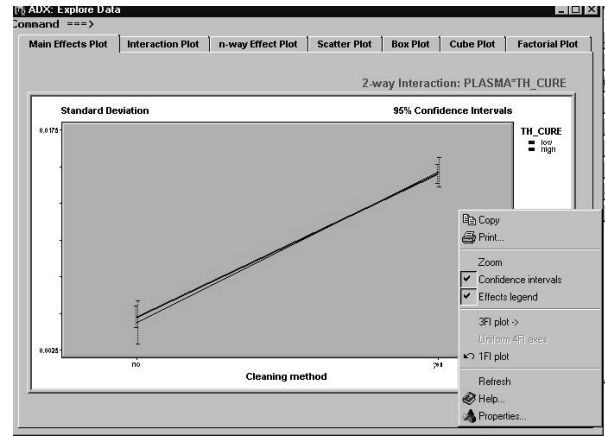 ADX: Explore Data
Command ===>
Main Effects Plot
Interaction Plot
n-way Effect Plot
Scatter Plot
Box Plot
Cube Plot
Factorial Plot
2-way Interaction: PLASMA*TH_CURE
Standard Deviation
95% Confidence Intervals
0.0175
TH_CURE
low
high
0.0025
no
yes
Cleaning method
Copy
Print...
Zoom
Confidence intervals
Effects legend
3FI plot ->
Uniform 4FI axes
1FI plot
Refresh
Help...
Properties...